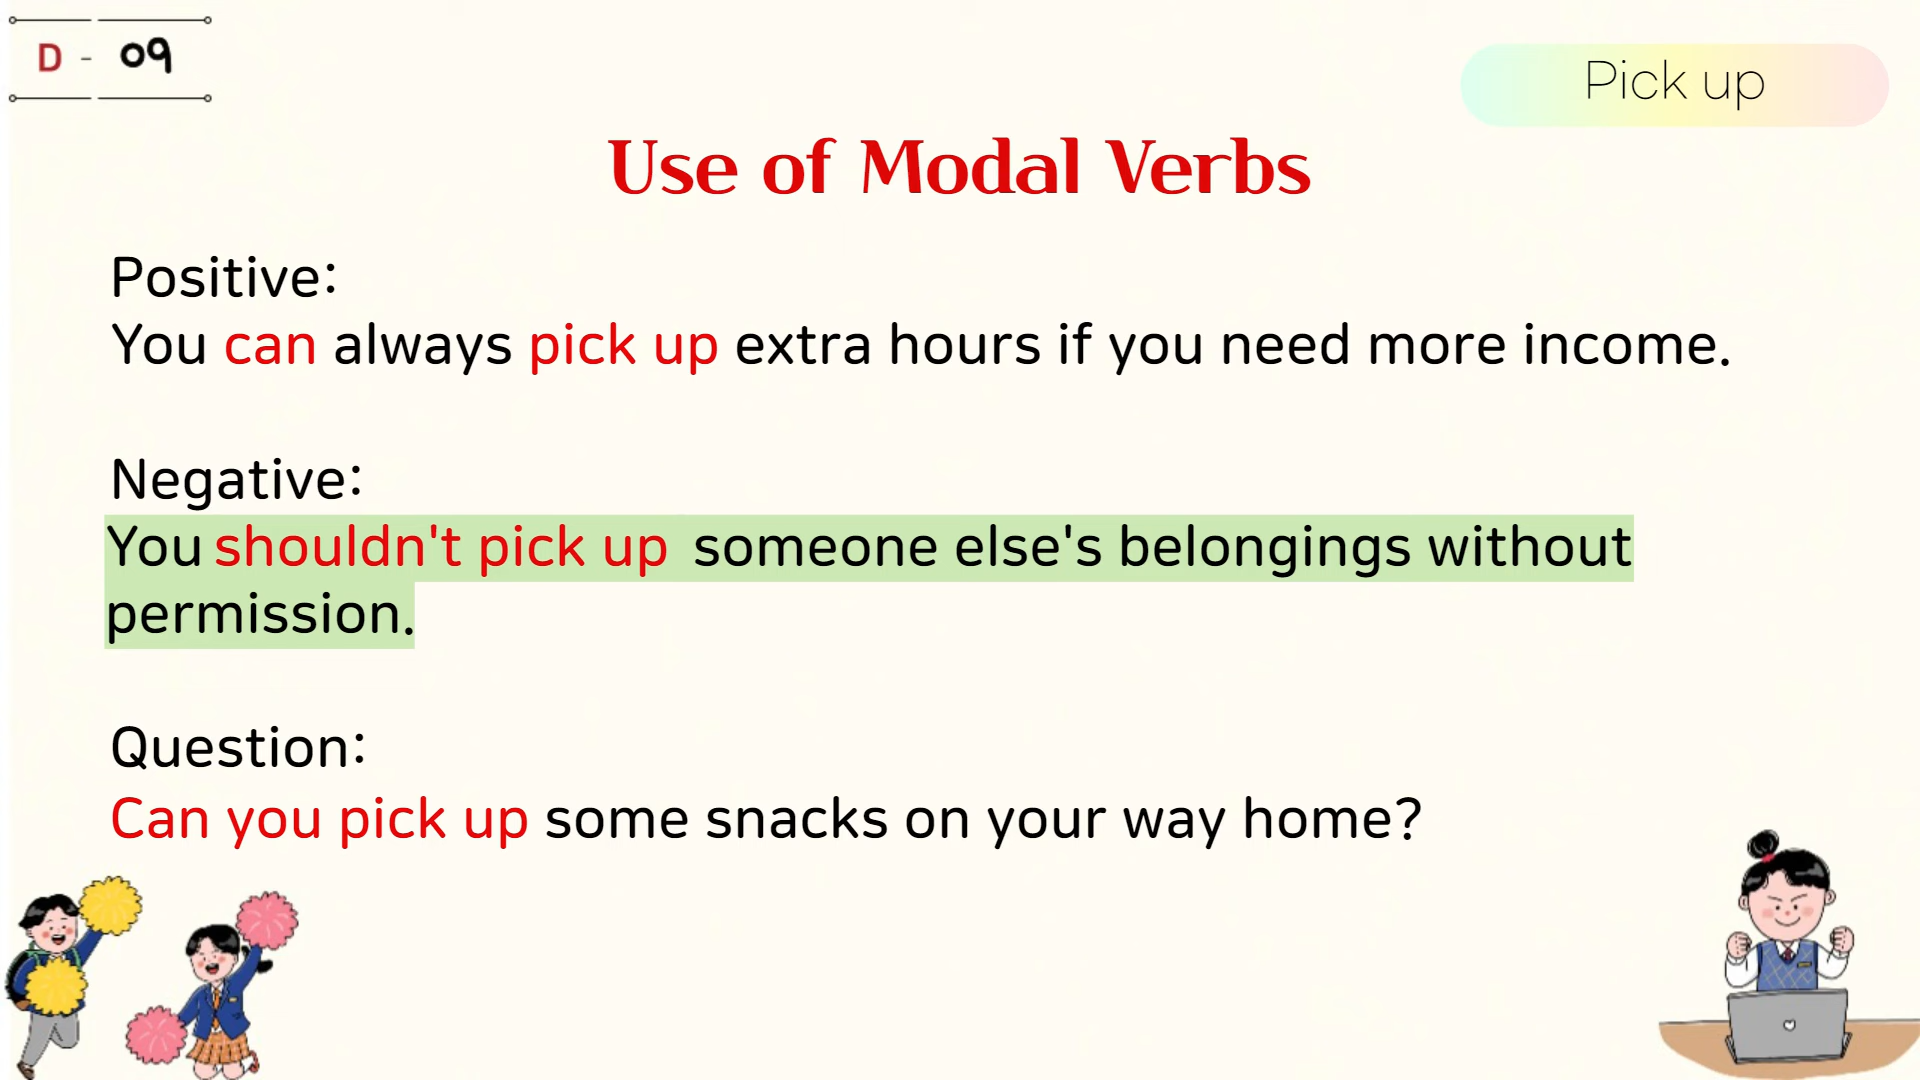 D - 09
Pick up
Use of Modal Verbs
Positive:
You can always pick up extra hours if you need more income.
Negative:
You shouldn't pick up someone else's belongings without
permission.
Question:
Can you pick up some snacks on your way home?